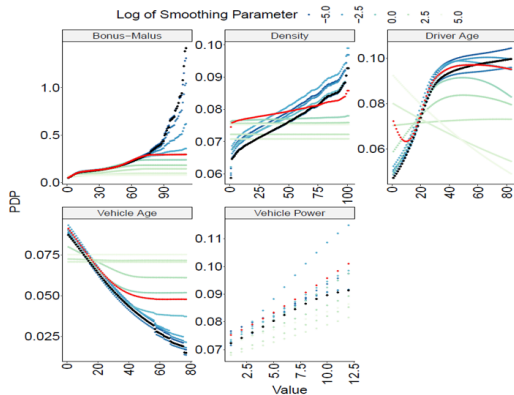 Log of Smoothing Parameter -5.0 -2.5 0.0 2.5 5.0
Bonus-Malus Density Driver Age
1.0 0.5 0.0
0.10 0.09 0.08 0.07 0.06
0.10 0.08 0.06
0 30 60 90
0 25 50 75 100
0 20 40 60 80
PDP
Vehicle Age Vehicle Power
0.075 0.050 0.025
0.11 0.10 0.09 0.08 0.07
0 20 40 60 80
2.5 5.0 7.5 10.0 12.5
Value